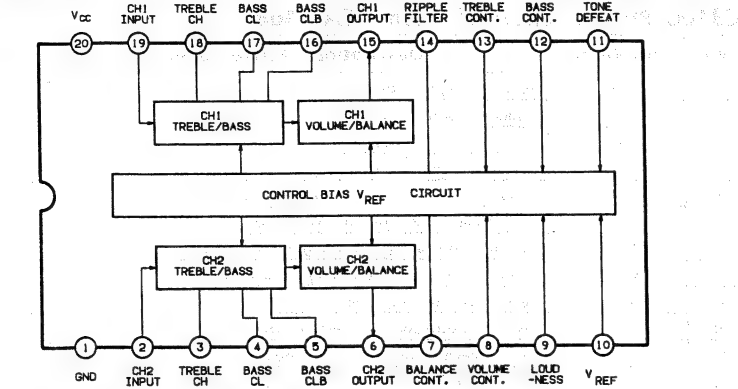 VCC
CH1 INPUT
TREBLE CH
BASS CL
BASS CLB
CH1 OUTPUT
RIPPLE FILTER
TREBLE CONT.
BASS CONT.
TONE DEFEAT
20 19 18 17 16 15 14 13 12 11
CH1
TREBLE/BASS
CH1
VOLUME/BALANCE
CONTROL BIAS VREF CIRCUIT
CH2
TREBLE/BASS
CH2
VOLUME/BALANCE
1 2 3 4 5 6 7 8 9 10
GND
CH2 INPUT
TREBLE CH
BASS CL
BASS CLB
CH2 OUTPUT
BALANCE CONT.
VOLUME CONT.
LOUD -NESS
VREF